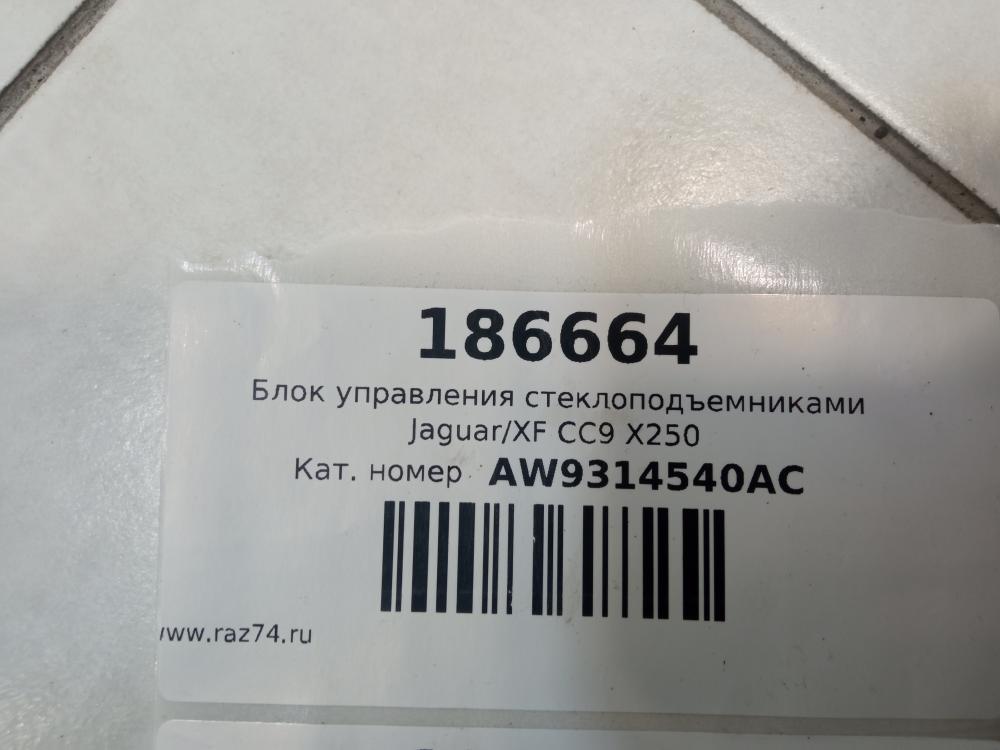 186664
Блок управления стеклоподъемниками
Jaguar/XF CC9 X250
Кат. номер AW9314540AC
www.raz74.ru